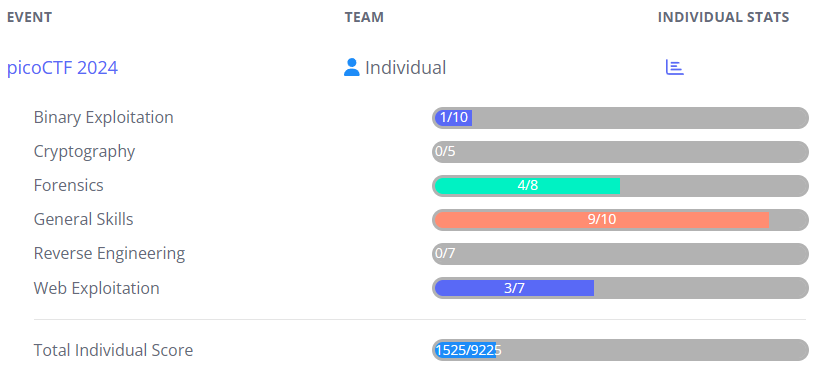 EVENT TEAM INDIVIDUAL STATS
picoCTF 2024 Individual
Binary Exploitation 1/10
Cryptography 0/5
Forensics 4/8
General Skills 9/10
Reverse Engineering 0/7
Web Exploitation 3/7
Total Individual Score 1525/9225